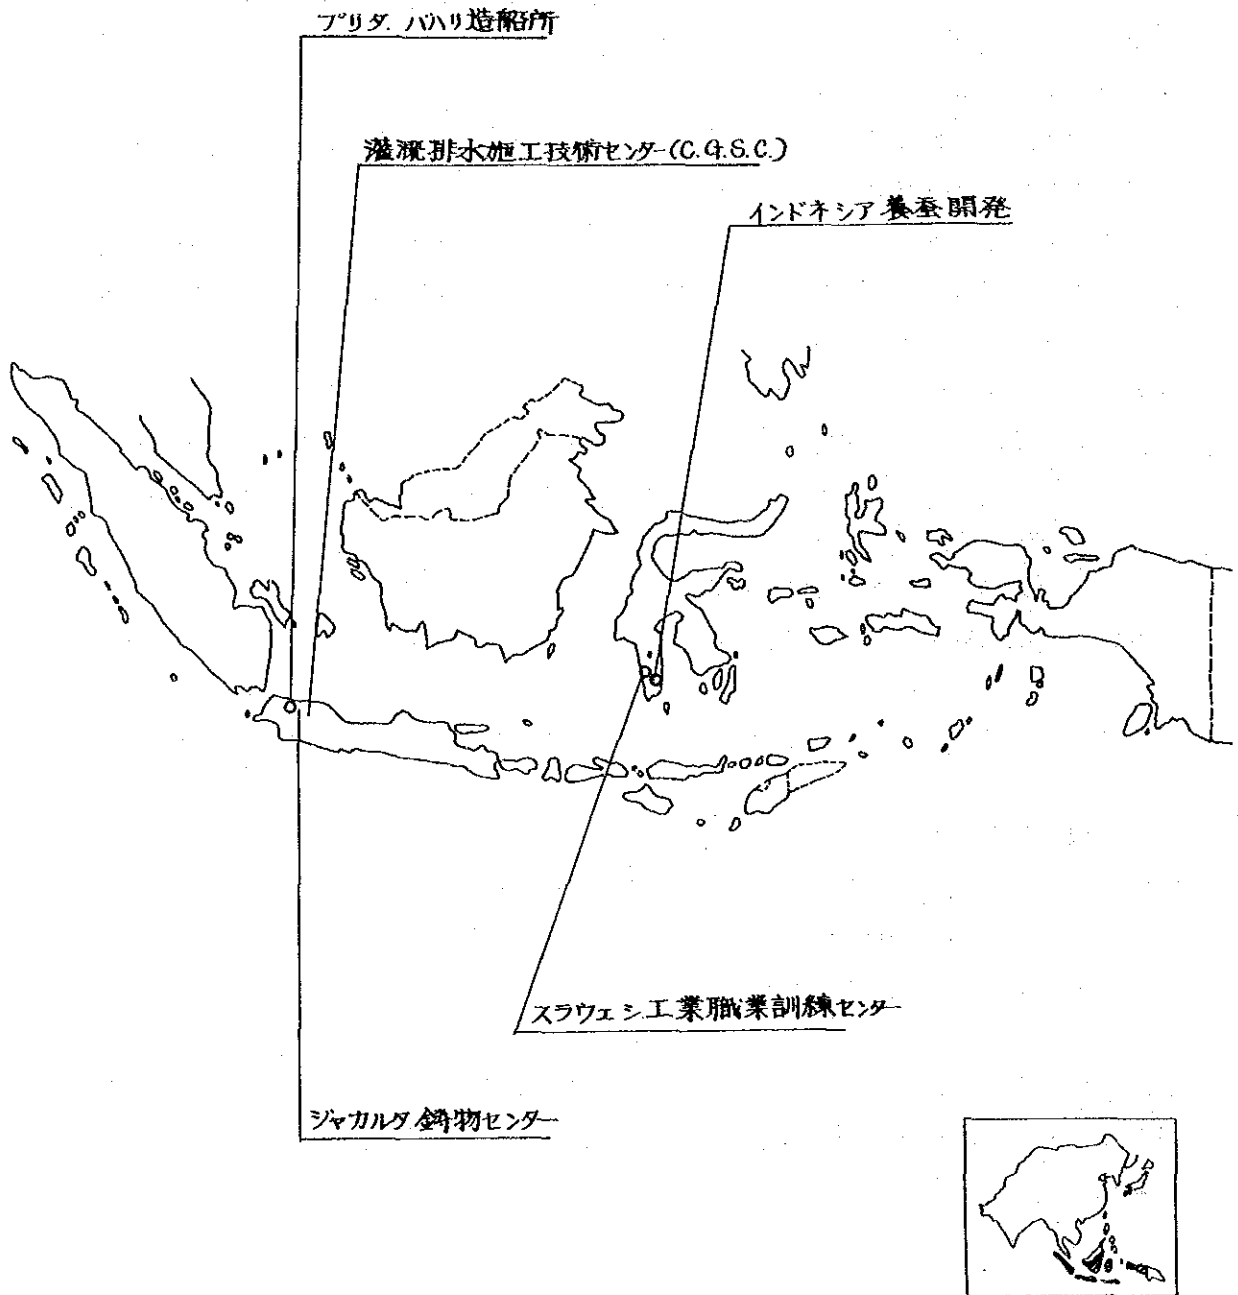 プリダ.ババリ造船所
灌漑排水施工技術センター(C.G.S.C.)
インドネシア養蚕開発
スラウェシ工業職業訓練センター
ジャカルタ鋳物センター